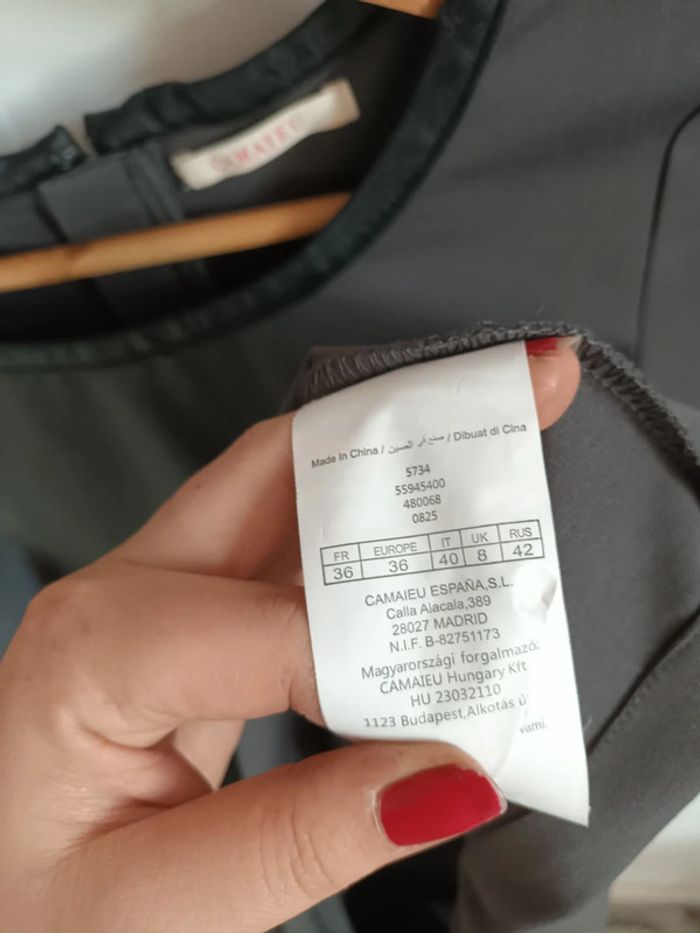 CAMAIEU
Made In China / صنع في الصين / Dibuat di Cina
5734
55945400
480068
0825
FR EUROPE IT UK RUS
36 36 40 8 42
CAMAIEU ESPAÑA,S.L.
Calla Alacala,389
28027 MADRID
N.I.F. B-82751173
Magyarországi forgalmazó:
CAMAIEU Hungary Kft
HU 23032110
1123 Budapest,Alkotás
vami.